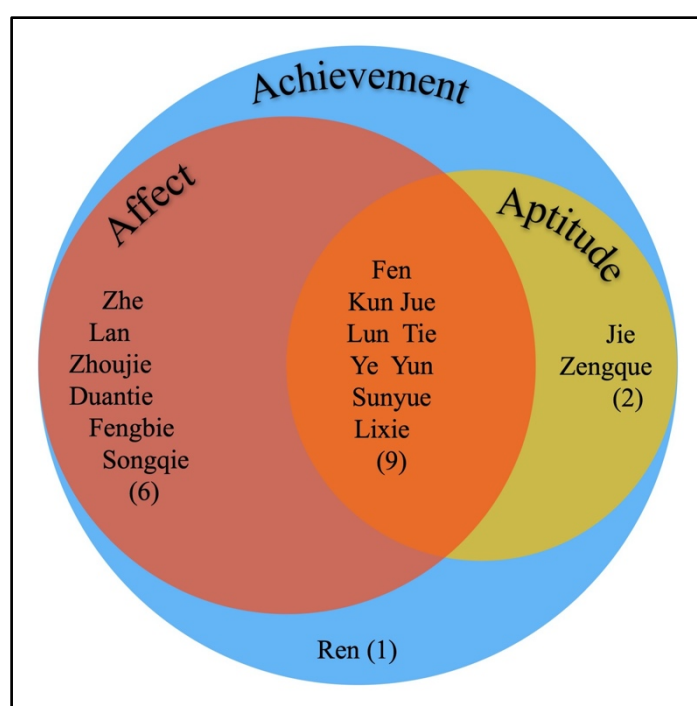 Achievement
Affect
Aptitude
Zhe
Lan
Zhoujie
Duantie
Fengbie
Songqie
(6)
Fen
Kun Jue
Lun Tie
Ye Yun
Sunyue
Lixie
(9)
Jie
Zengque
(2)
Ren (1)